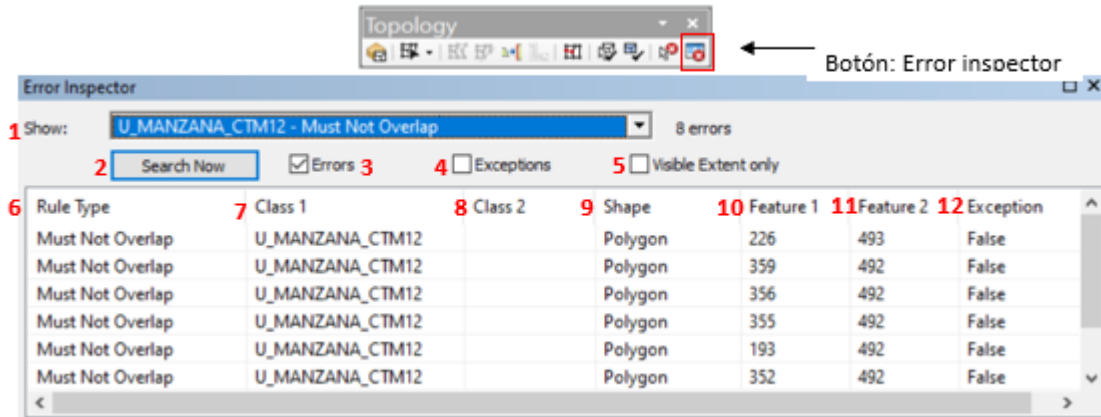 Topology
Botón: Error inspector
Error Inspector
1 Show: U_MANZANA_CTM12 - Must Not Overlap 8 errors
2 Search Now Errors 3 4 Exceptions 5 Visible Extent only
6 Rule Type 7 Class 1 8 Class 2 9 Shape 10 Feature 1 11 Feature 2 12 Exception
Must Not Overlap U_MANZANA_CTM12 Polygon 226 493 False
Must Not Overlap U_MANZANA_CTM12 Polygon 359 492 False
Must Not Overlap U_MANZANA_CTM12 Polygon 356 492 False
Must Not Overlap U_MANZANA_CTM12 Polygon 355 492 False
Must Not Overlap U_MANZANA_CTM12 Polygon 193 492 False
Must Not Overlap U_MANZANA_CTM12 Polygon 352 492 False